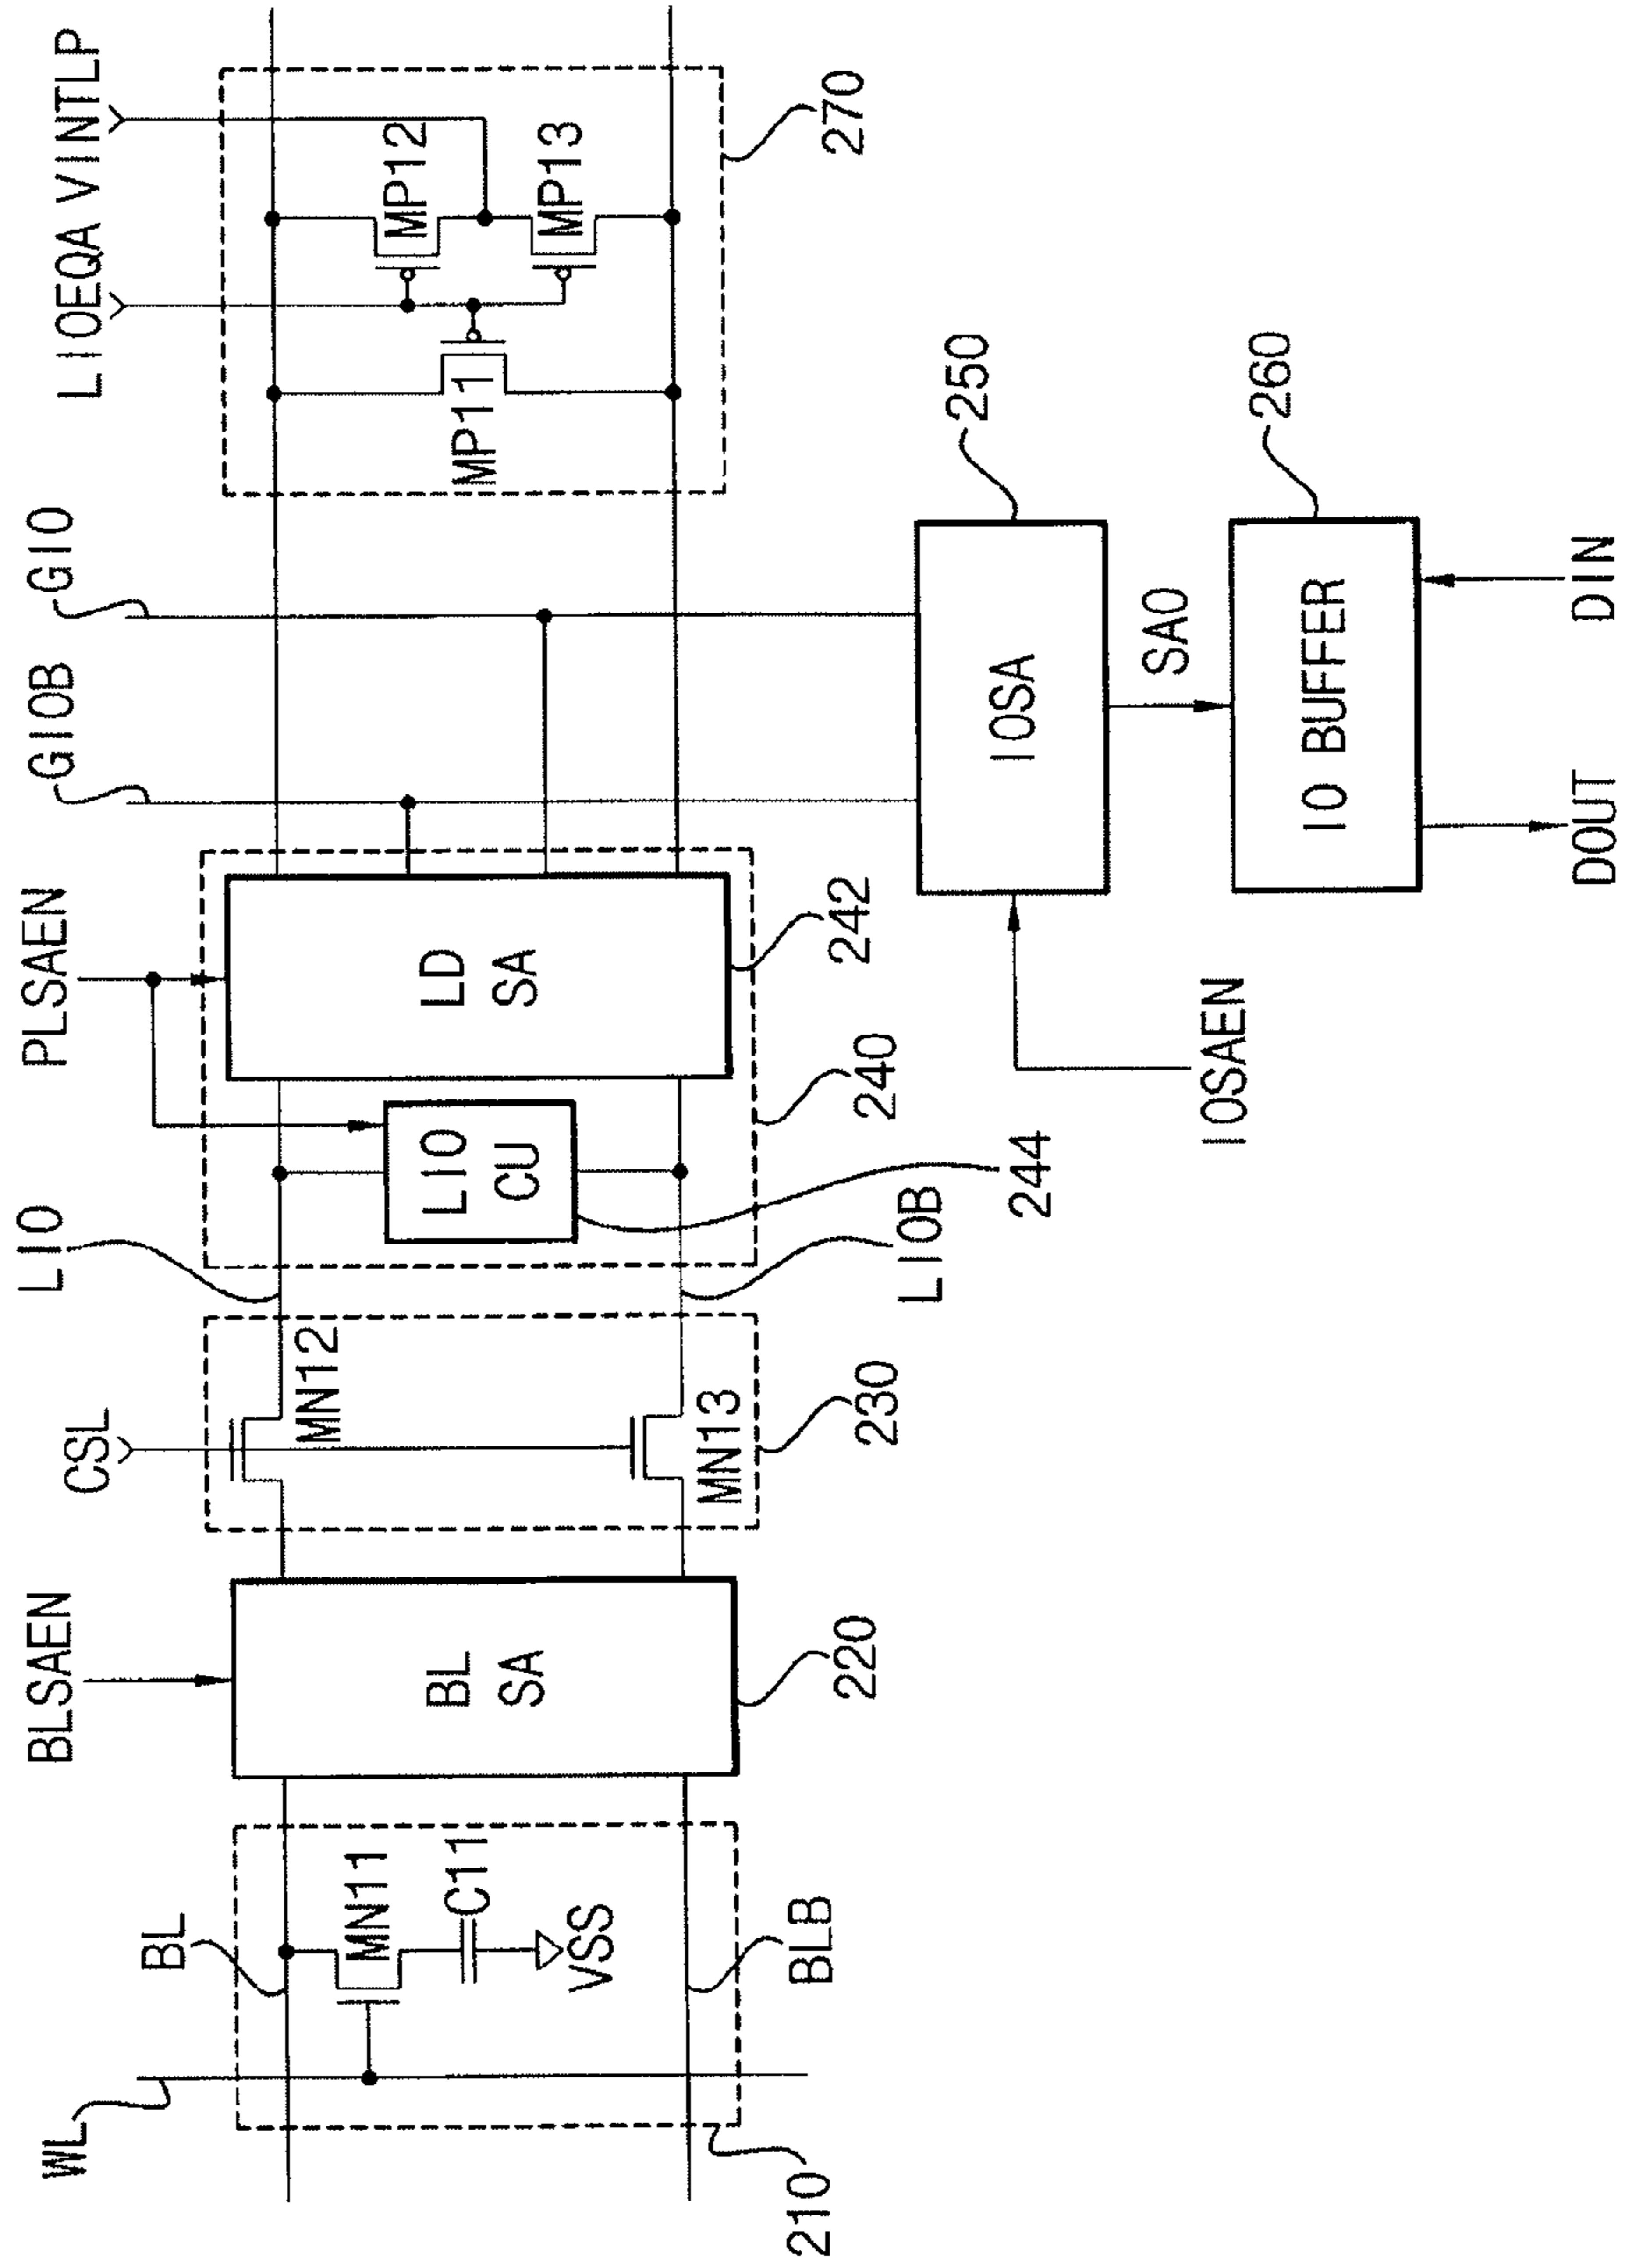 WL
BL
BLSAEN
CSL
LIO
PLSAEN
GIOB
GIO
LIOEQA
VINTLP
MN11
C11
VSS
BLB
210
BL
SA
220
MN12
MN13
230
LIO
CU
LIOB
244
240
LD
SA
242
MP11
MP12
MP13
270
IOSAEN
IOSA
250
SAO
IO BUFFER
260
DOUT
DIN